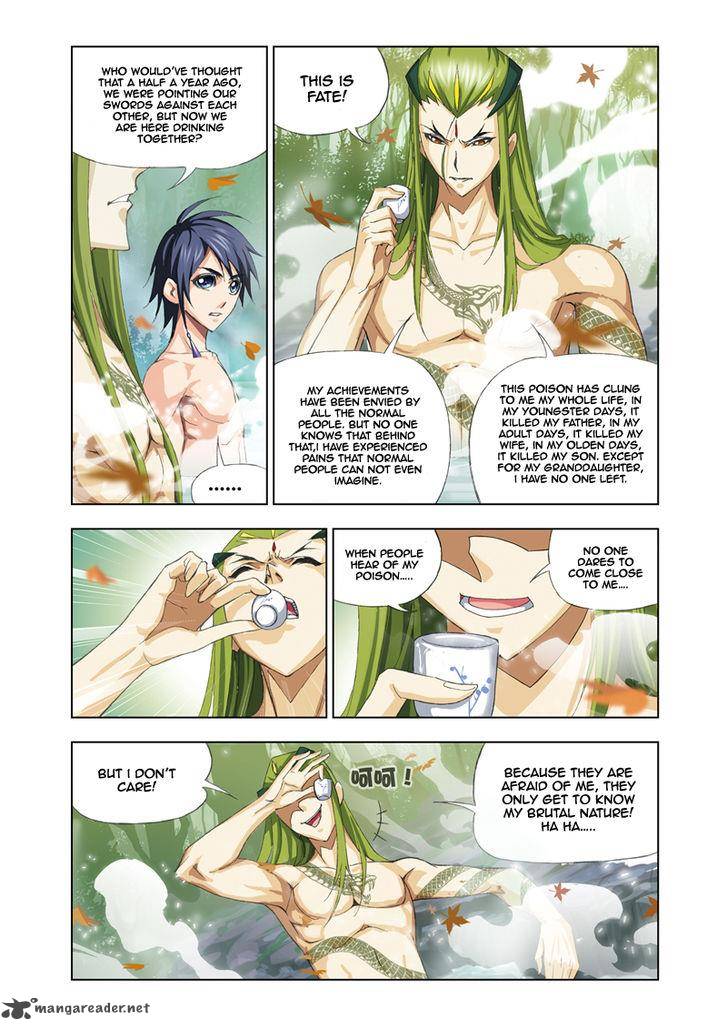 WHO WOULD'VE THOUGHT
THAT A HALF A YEAR AGO,
WE WERE POINTING OUR
SWORDS AGAINST EACH
OTHER, BUT NOW WE
ARE HERE DRINKING
TOGETHER?
......
THIS IS
FATE!
MY ACHIEVEMENTS
HAVE BEEN ENVIED BY
ALL THE NORMAL
PEOPLE. BUT NO ONE
KNOWS THAT BEHIND
THAT,I HAVE EXPERIENCED
PAINS THAT NORMAL
PEOPLE CAN NOT EVEN
IMAGINE.
THIS POISON HAS CLUNG
TO ME MY WHOLE LIFE, IN
MY YOUNGSTER DAYS, IT
KILLED MY FATHER, IN MY
ADULT DAYS, IT KILLED MY
WIFE, IN MY OLDEN DAYS,
IT KILLED MY SON. EXCEPT
FOR MY GRANDDAUGHTER,
I HAVE NO ONE LEFT.
WHEN PEOPLE
HEAR OF MY
POISON.....
NO ONE
DARES TO
COME CLOSE
TO ME....
BUT I DON'T
CARE!
呵呵!
BECAUSE THEY ARE
AFRAID OF ME, THEY
ONLY GET TO KNOW
MY BRUTAL NATURE!
HA HA.....
mangareader.net